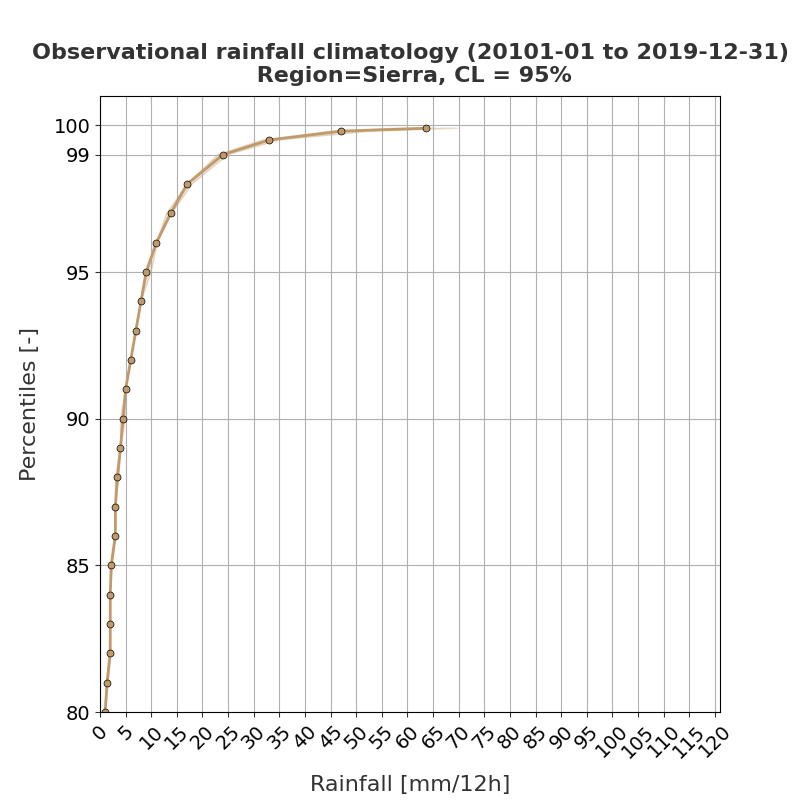 Observational rainfall climatology (20101-01 to 2019-12-31)
Region=Sierra, CL = 95%
100
99
95
90
85
80
Percentiles [-]
0 5 10 15 20 25 30 35 40 45 50 55 60 65 70 75 80 85 90 95 100 105 110 115 120
Rainfall [mm/12h]